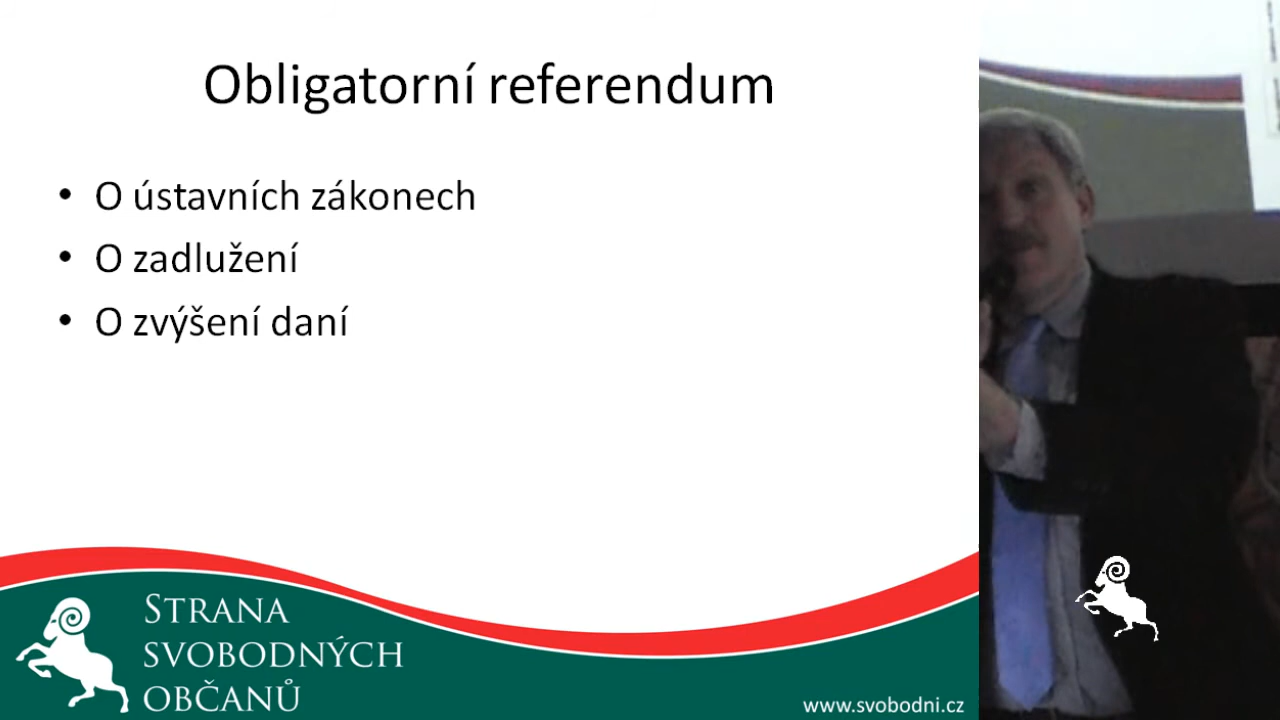 Obligatorní referendum
• O ústavních zákonech
• O zadlužení
• O zvýšení daní
STRANA
SVOBODNÝCH
OBČANŮ
www.svobodni.cz